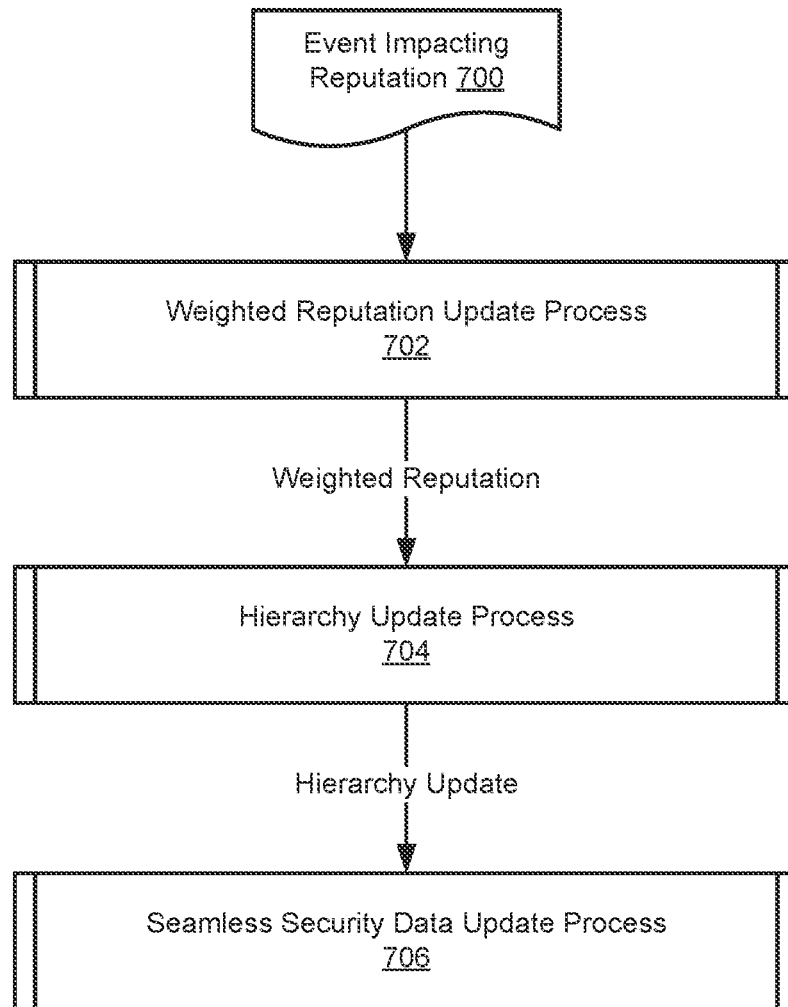 Event Impacting
Reputation 700
Weighted Reputation Update Process
702
Weighted Reputation
Hierarchy Update Process
704
Hierarchy Update
Seamless Security Data Update Process
706